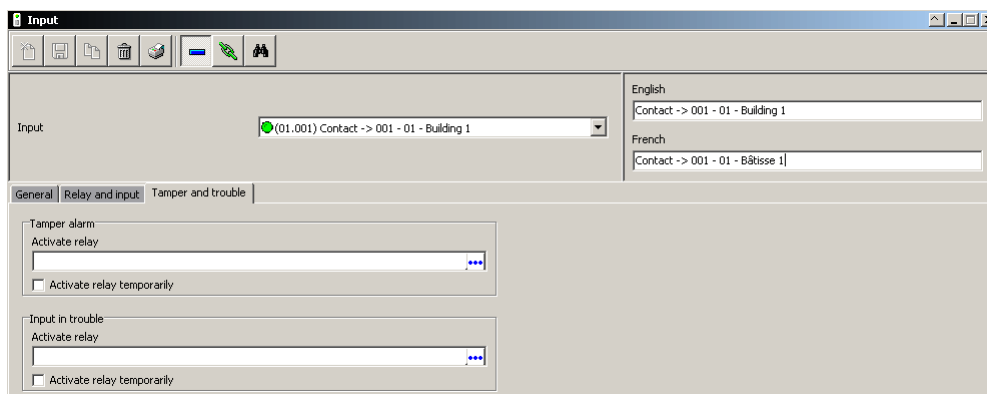 Input
English
Contact -> 001 - 01 - Building 1
Input
(01.001) Contact -> 001 - 01 - Building 1
French
Contact -> 001 - 01 - Bâtisse 1
General
Relay and input
Tamper and trouble
Tamper alarm
Activate relay
Activate relay temporarily
Input in trouble
Activate relay
Activate relay temporarily